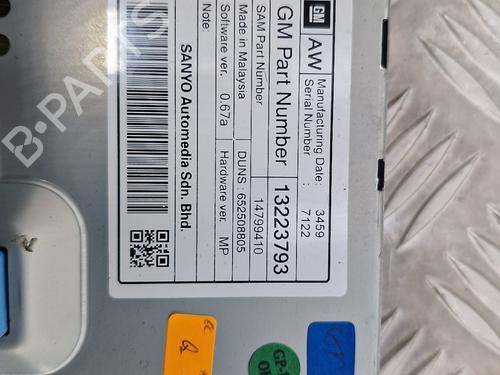 GM
AW
Manufacturing Date: 3459
Serial Number 7122
GM Part Number 13223793
SAM Part Number 14799410
Made in Malaysia DUNS: 652508805
Software ver. 0.67a Hardware ver. MP
Note:
SANYO Automedia Sdn. Bhd.
B-PARTS